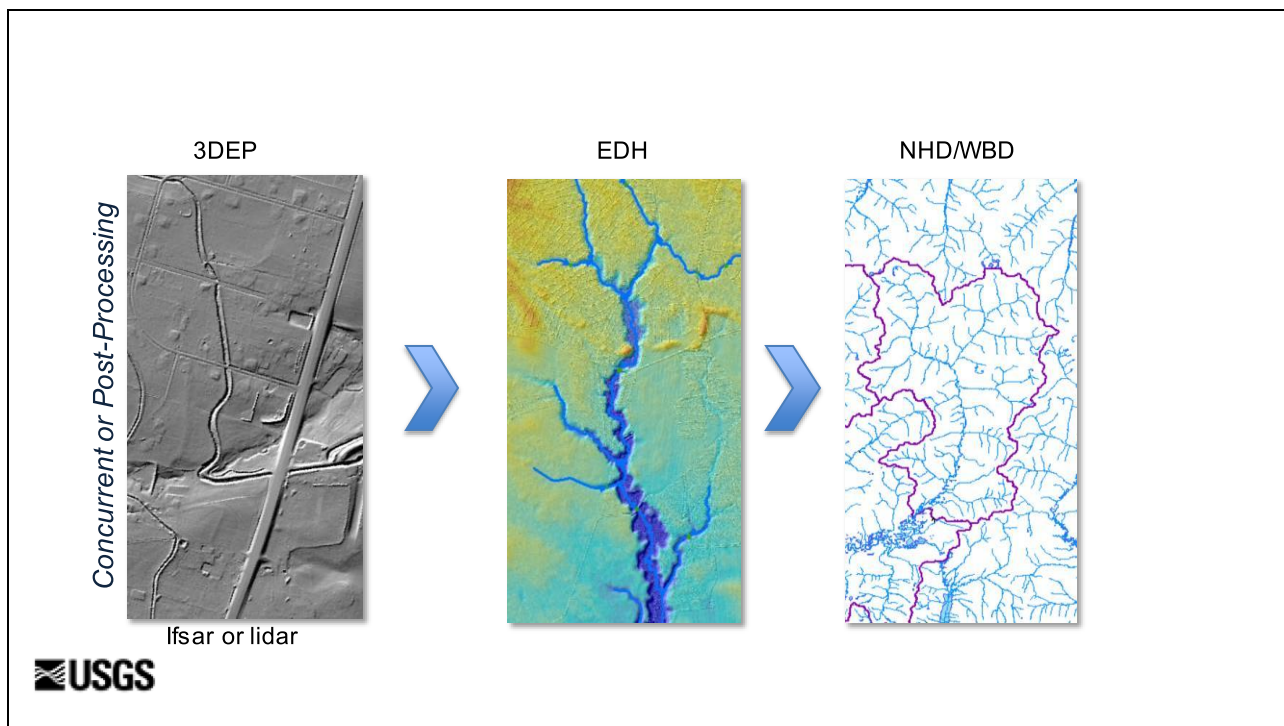 3DEP
EDH
NHD/WBD
Concurrent or Post-Processing
Ifsar or lidar
USGS